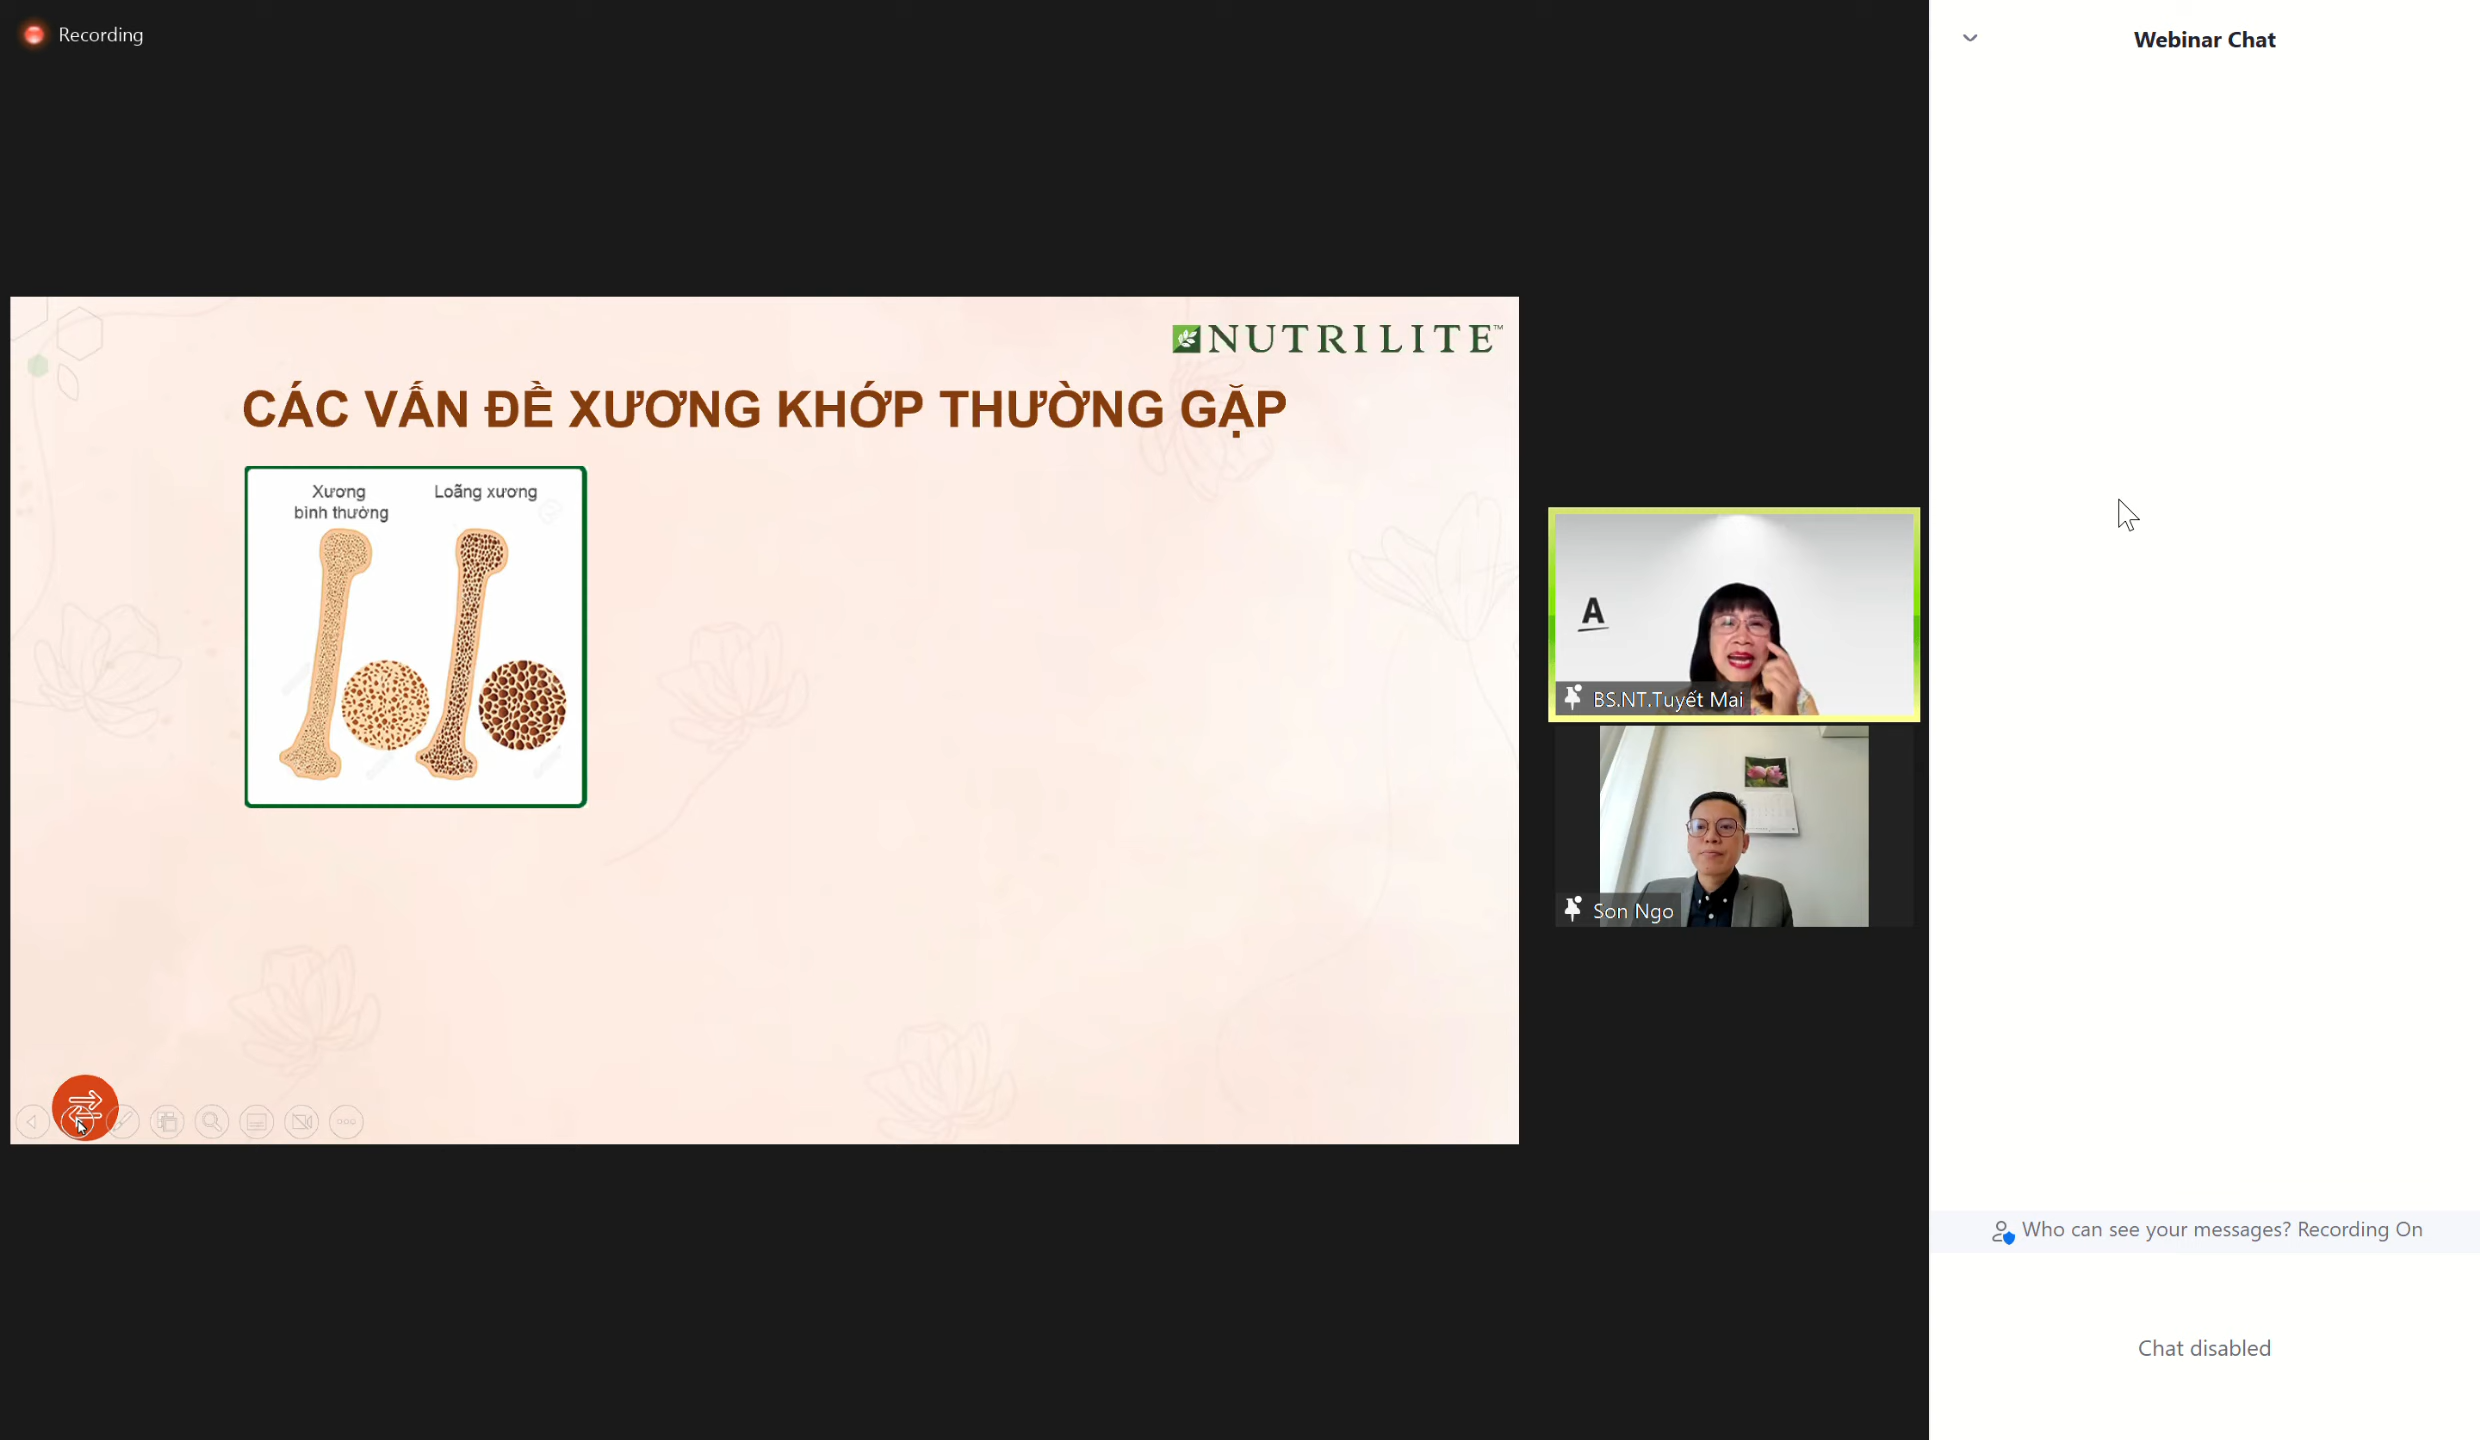 Recording
Webinar Chat
NUTRILITE™
CÁC VẤN ĐỀ XƯƠNG KHỚP THƯỜNG GẶP
Xương
bình thường
Loãng xương
A
BS.NT.Tuyết Mai
Son Ngo
Who can see your messages? Recording On
Chat disabled